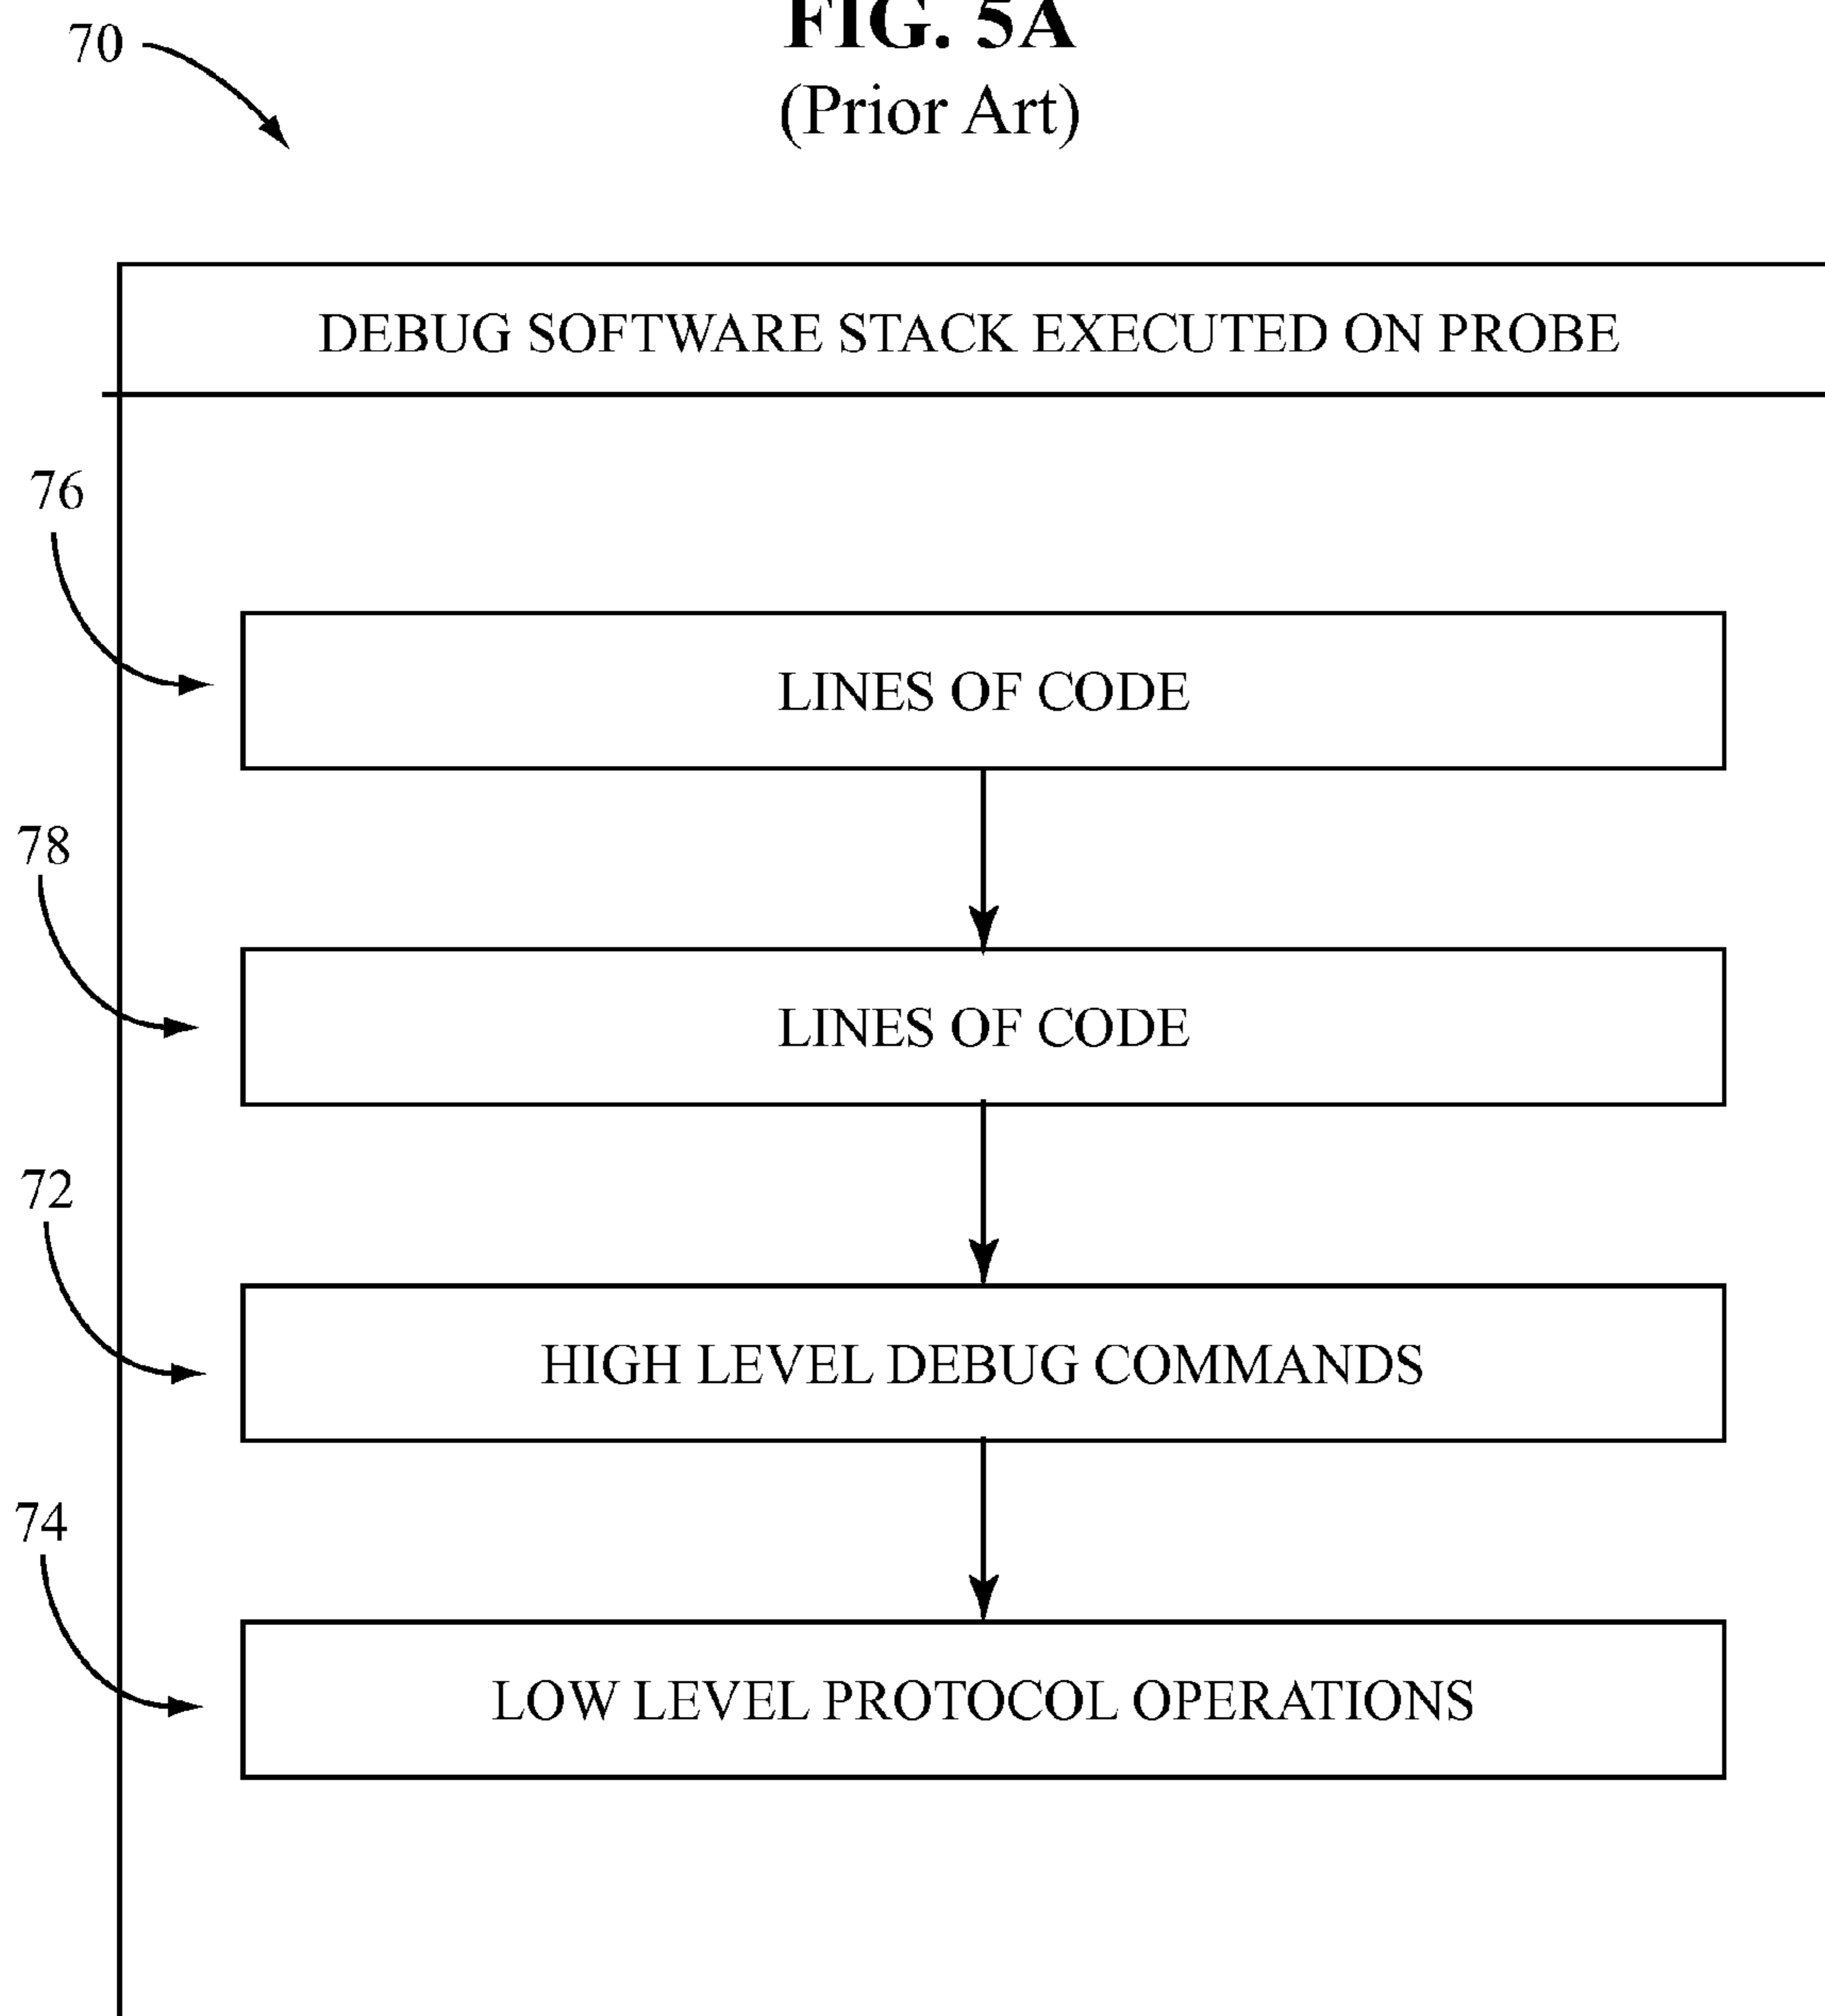 FIG. 5A
(Prior Art)
70
DEBUG SOFTWARE STACK EXECUTED ON PROBE
76
LINES OF CODE
78
LINES OF CODE
72
HIGH LEVEL DEBUG COMMANDS
74
LOW LEVEL PROTOCOL OPERATIONS